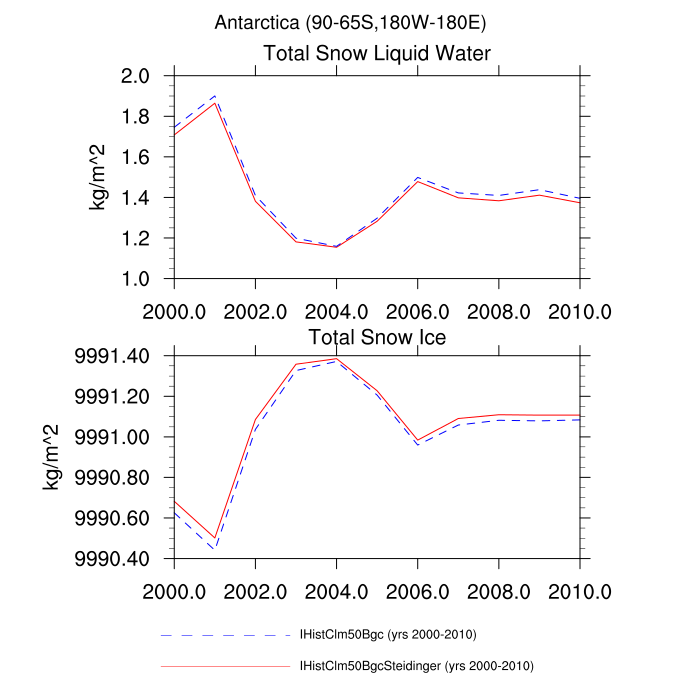 Antarctica (90-65S,180W-180E)
Total Snow Liquid Water
2.0
1.8
1.6
1.4
1.2
1.0
kg/m^2
2000.0 2002.0 2004.0 2006.0 2008.0 2010.0
Total Snow Ice
9991.40
9991.20
9991.00
9990.80
9990.60
9990.40
kg/m^2
2000.0 2002.0 2004.0 2006.0 2008.0 2010.0
IHistClm50Bgc (yrs 2000-2010)
IHistClm50BgcSteidinger (yrs 2000-2010)